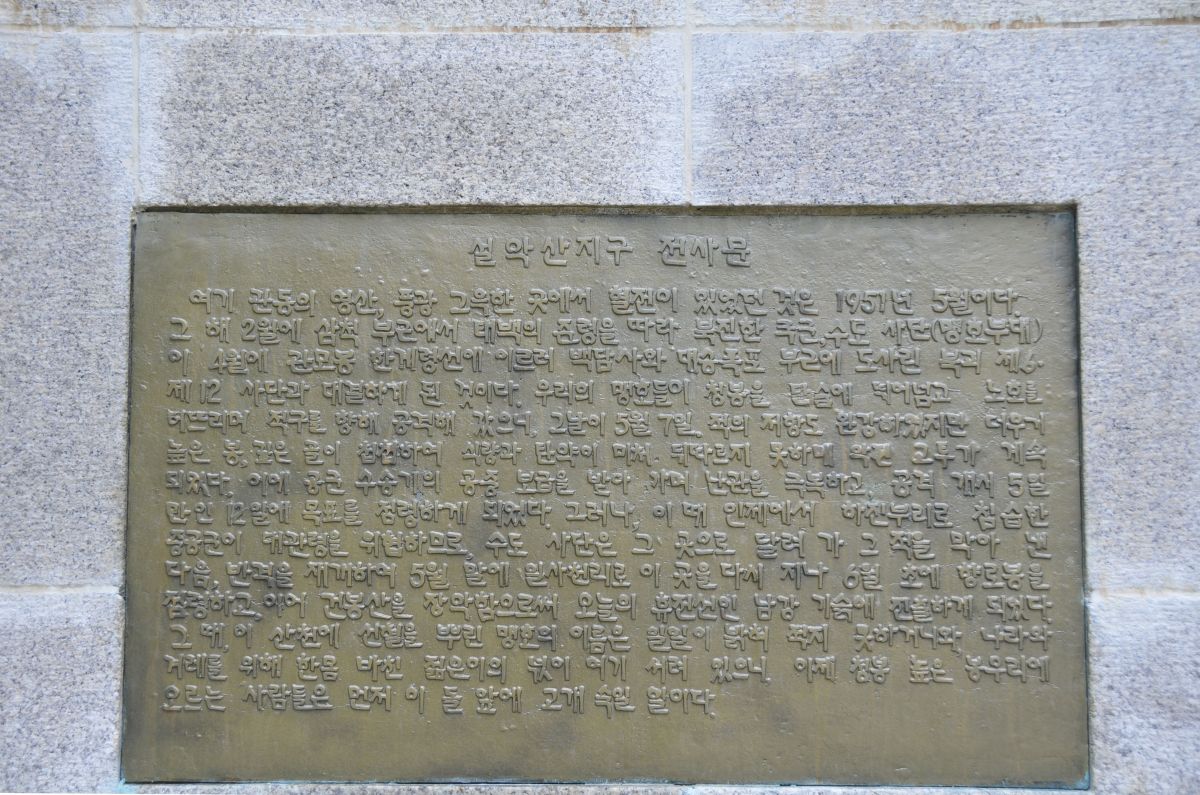 설악산지구 전사문
여기 관동의 영산, 풍광 그윽한 곳에서 혈전이 있었던 것은 1951년 5월이다.
그 해 2월에 삼척 부근에서 태백의 준령을 따라 북진한 국군, 수도 사단(맹호부대)
이 4월에 관모봉 한계령선에 이르러 백담사와 대승폭포 부근에 도사린 북괴 제6.
제 12 사단과 대결하게 된 것이다. 우리의 맹호들이 청봉을 단숨에 뛰어넘고 노호를
터뜨리며 적구를 향해 공격해 갔으니, 그날이 5월 7일. 적의 저항도 완강하였지만 더우기
높은 봉, 깊은 골이 첩첩하여 식량과 탄약이 미쳐 뒤따르지 못하매 악전 고투가 계속
되었다. 이에 공군 수송기의 공중 보급을 받아 가며 난관을 극복하고, 공격 개시 5일
만인 12일에 목표를 점령하게 되었다. 그러나, 이 때 인제에서 하진부리로 침습한
중공군이 대관령을 위협하므로, 수도 사단은 그 곳으로 달려 가 그 적을 막아 낸
다음, 반격을 재개하여 5월 말에 일사천리로 이 곳을 다시 지나 6월 초에 향로봉을
점령하고, 이어 건봉산을 장악함으로써 오늘의 휴전선인 남강 기슭에 진출하게 되었다.
그 때, 이 산천에 선혈을 뿌린 맹호의 이름은 일일이 밝혀 적지 못하거니와, 나라와
겨레를 위해 한몸 바친 젊은이의 넋이 여기 서려 있으니, 이제 청봉 높은 봉우리에
오르는 사람들은 먼저 이 돌 앞에 고개 숙일 일이다.